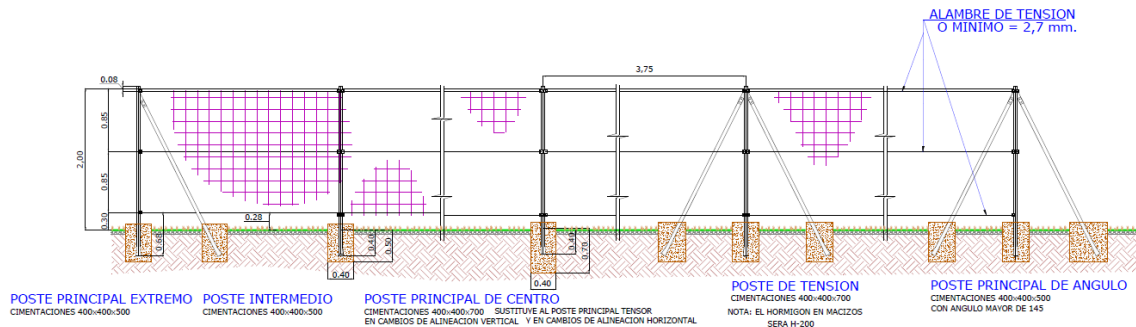 ALAMBRE DE TENSION
O MINIMO = 2,7 mm.
3,75
0.08
0.85
2,00
0.85
0.30
0.28
0.68
0.40
0.50
0.40
0.40
0.70
0.40
POSTE PRINCIPAL EXTREMO
CIMENTACIONES 400x400x500
POSTE INTERMEDIO
CIMENTACIONES 400x400x500
POSTE PRINCIPAL DE CENTRO
CIMENTACIONES 400x400x700 SUSTITUYE AL POSTE PRINCIPAL TENSOR
EN CAMBIOS DE ALINEACION VERTICAL Y EN CAMBIOS DE ALINEACION HORIZONTAL
POSTE DE TENSION
CIMENTACIONES 400x400x700
NOTA: EL HORMIGON EN MACIZOS
SERA H-200
POSTE PRINCIPAL DE ANGULO
CIMENTACIONES 400x400x500
CON ANGULO MAYOR DE 145